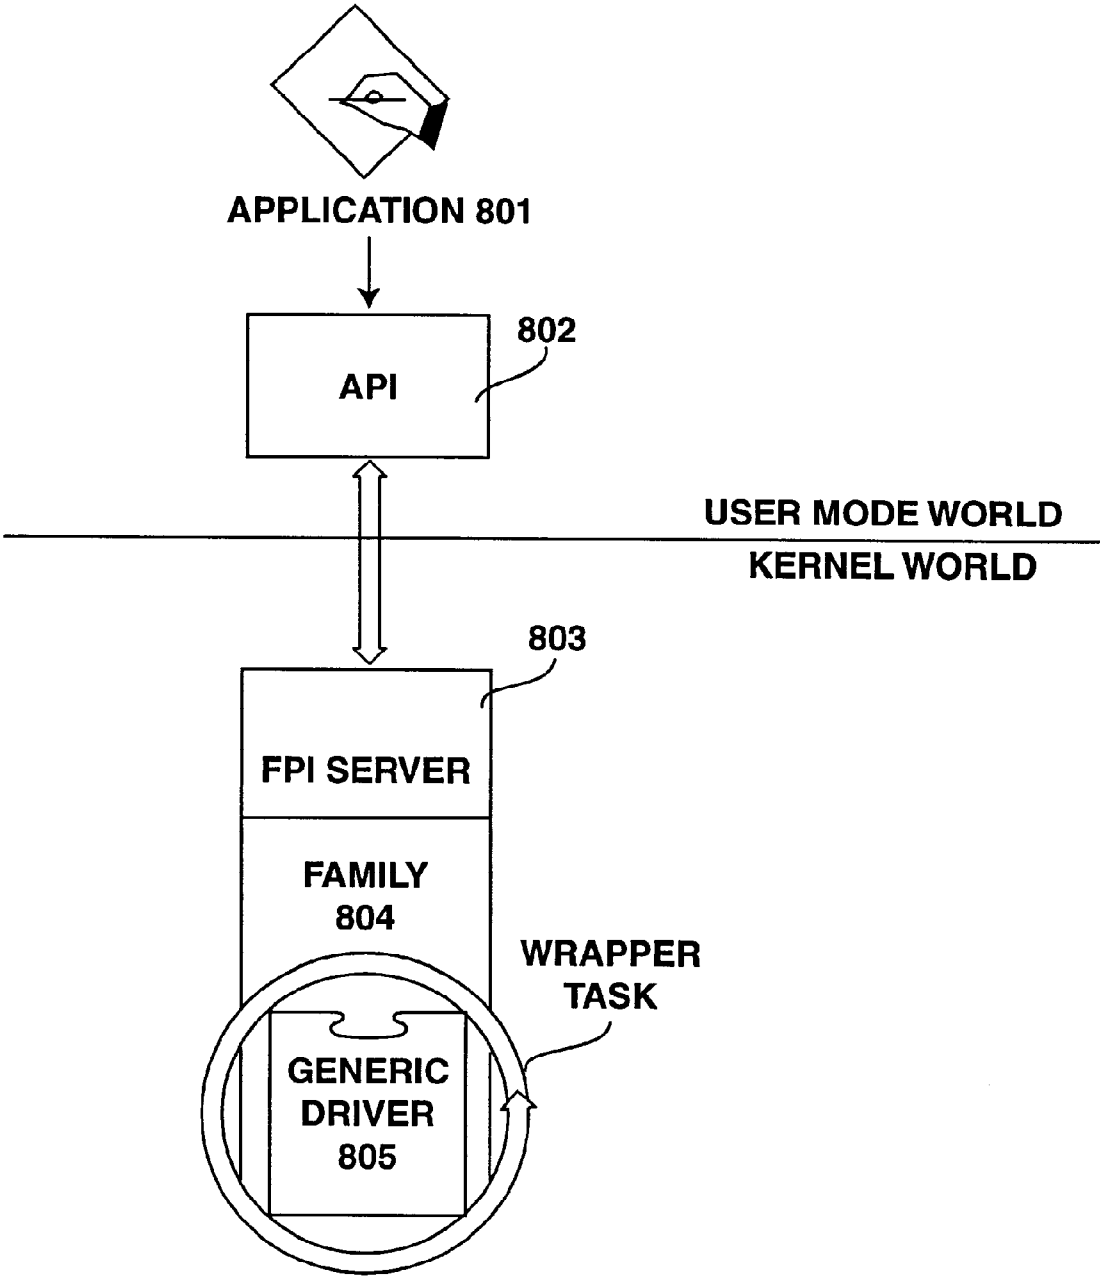 APPLICATION 801
802
API
USER MODE WORLD
KERNEL WORLD
803
FPI SERVER
FAMILY
804
WRAPPER
TASK
GENERIC
DRIVER
805